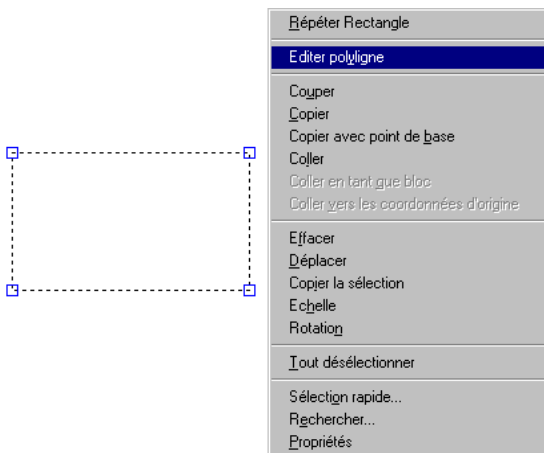 Répéter Rectangle
Editer polyligne
Couper
Copier
Copier avec point de base
Coller
Coller en tant que bloc
Coller vers les coordonnées d'origine
Effacer
Déplacer
Copier la sélection
Echelle
Rotation
Tout désélectionner
Sélection rapide...
Rechercher...
Propriétés